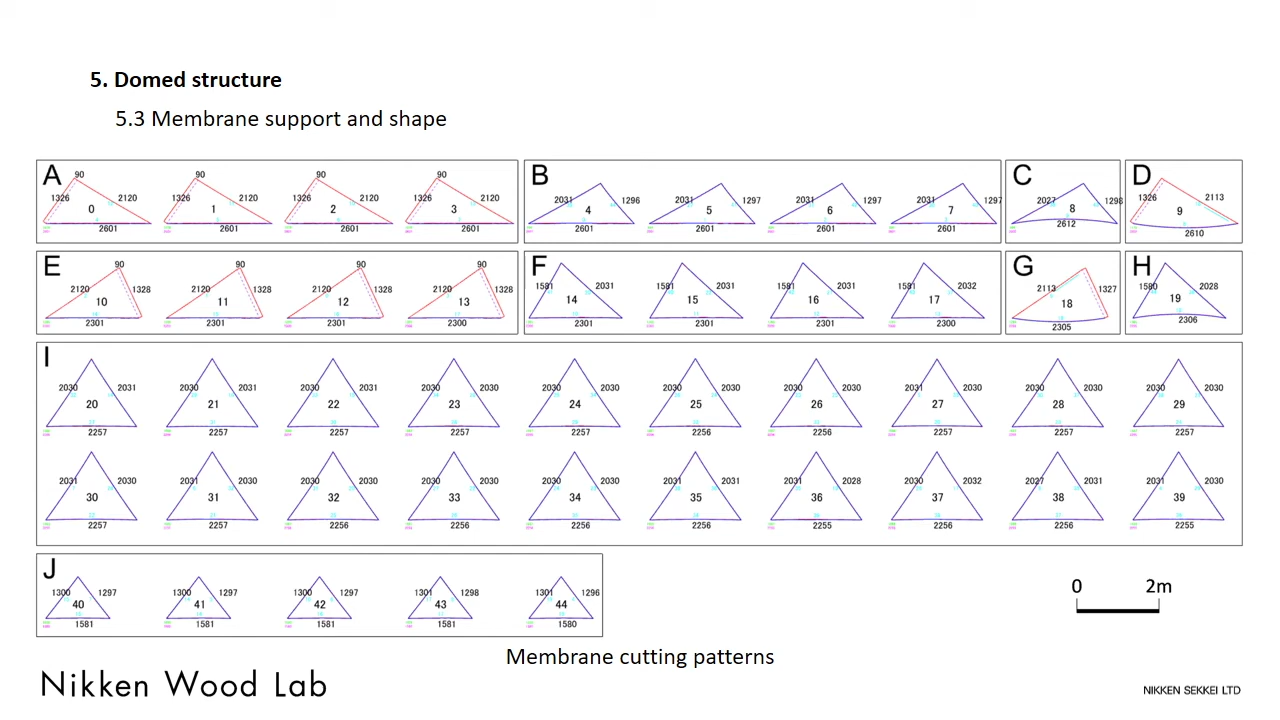 5. Domed structure
5.3 Membrane support and shape
A
90 90 90 90
1326 2120 1326 2120 1326 2120 1326 2120
0 1 2 3
2601 2601 2601 2601
B
2031 1296 2031 1297 2031 1297 2031 1297
4 5 6 7
2601 2601 2601 2601
C
2027 1298
8
2612
D
1326 2113
9
2610
E
90 90 90 90
2120 1328 2120 1328 2120 1328 2120 1328
10 11 12 13
2301 2301 2301 2300
F
1581 2031 1581 2031 1581 2031 1581 2032
14 15 16 17
2301 2301 2301 2300
G
2113 1327
18
2305
H
1580 2028
19
2306
I
2030 2031 2030 2031 2030 2031 2030 2030 2030 2030 2030 2030 2030 2030 2031 2030 2030 2030 2030 2030
20 21 22 23 24 25 26 27 28 29
2257 2257 2257 2257 2257 2256 2256 2257 2257 2257
2031 2030 2031 2030 2030 2030 2030 2030 2030 2030 2031 2031 2031 2028 2030 2032 2027 2031 2031 2030
30 31 32 33 34 35 36 37 38 39
2257 2257 2256 2256 2256 2256 2255 2256 2256 2255
J
1300 1297 1300 1297 1300 1297 1301 1298 1301 1296
40 41 42 43 44
1581 1581 1581 1581 1580
0 2m
Membrane cutting patterns
Nikken Wood Lab
NIKKEN SEKKEI LTD